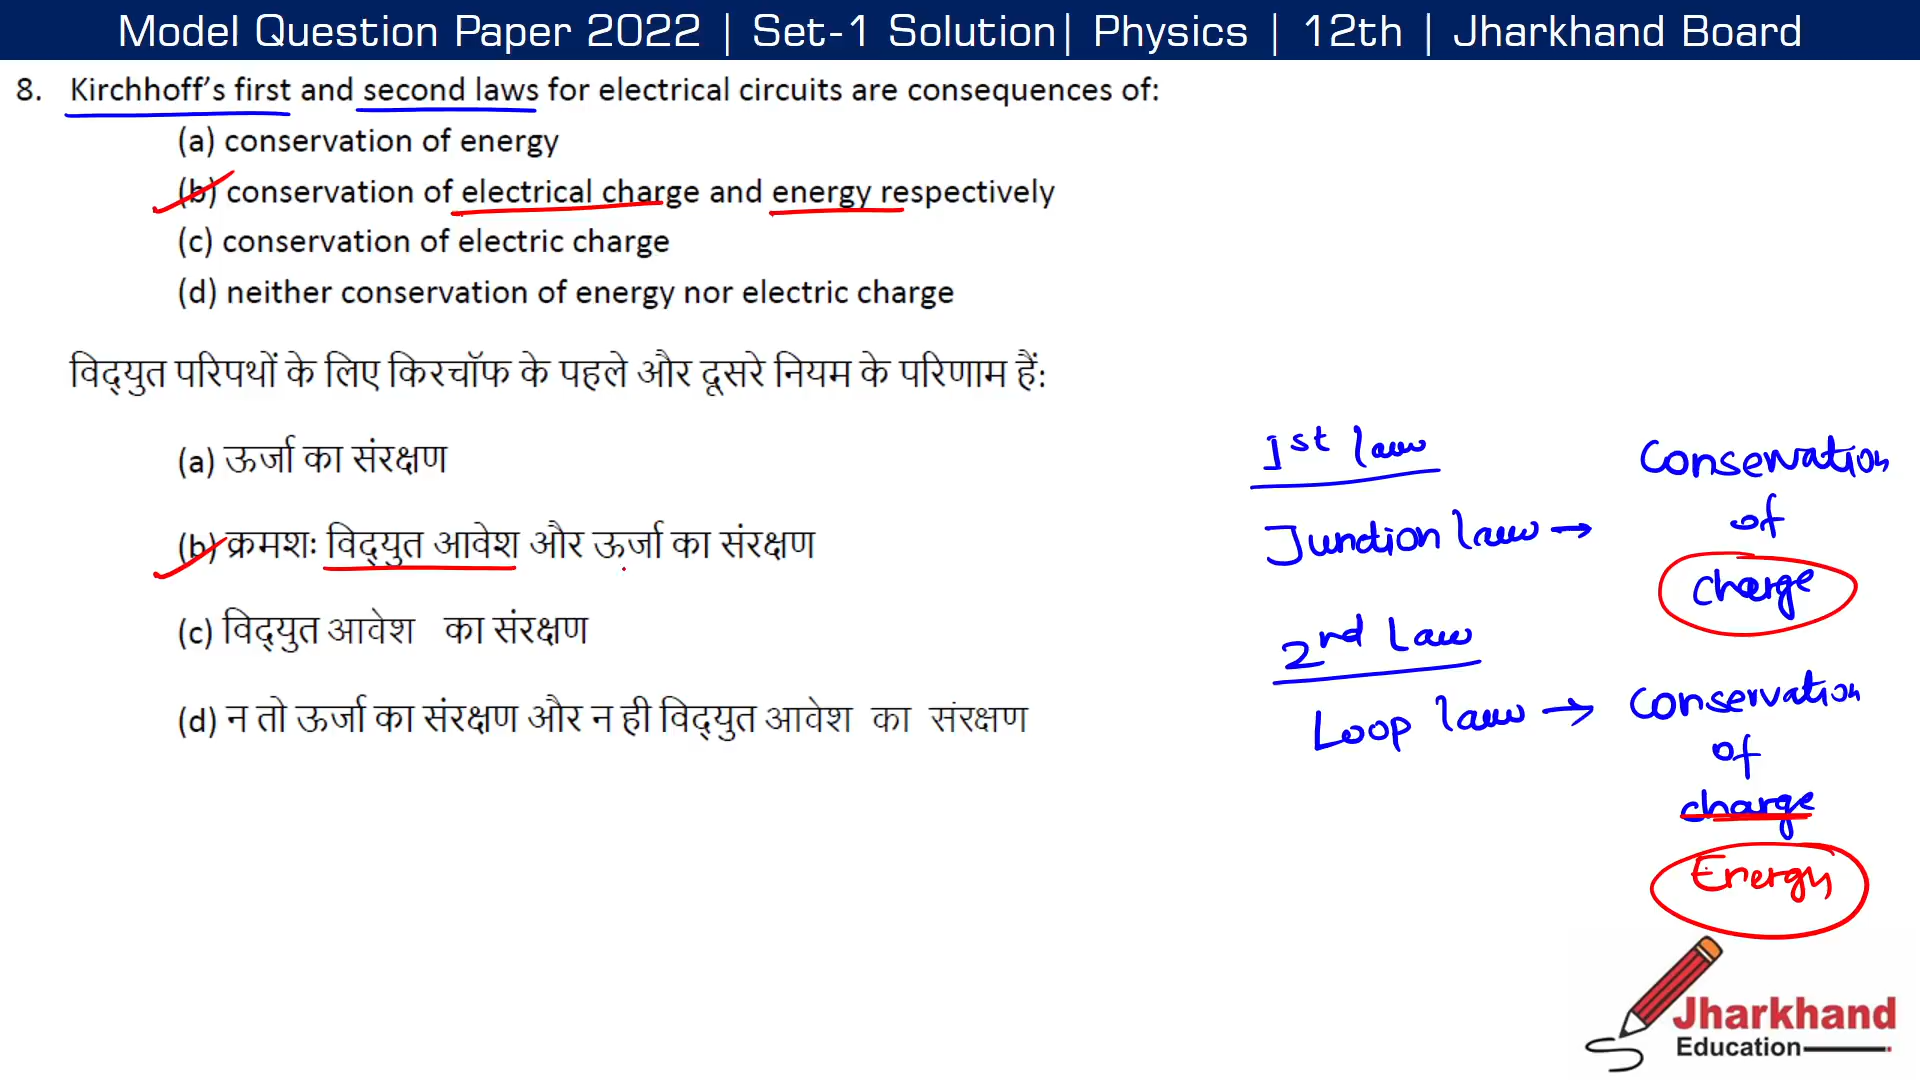 Model Question Paper 2022 | Set-1 Solution| Physics | 12th | Jharkhand Board
8. Kirchhoff's first and second laws for electrical circuits are consequences of:
(a) conservation of energy
(b) conservation of electrical charge and energy respectively
(c) conservation of electric charge
(d) neither conservation of energy nor electric charge
विद्युत परिपथों के लिए किरचॉफ के पहले और दूसरे नियम के परिणाम हैं:
(a) ऊर्जा का संरक्षण
(b) क्रमशः विद्युत आवेश और ऊर्जा का संरक्षण
(c) विद्युत आवेश का संरक्षण
(d) न तो ऊर्जा का संरक्षण और न ही विद्युत आवेश का संरक्षण
1st law
Junction law →
Conservation
of
charge
2nd Law
Loop law →
Conservation
of
charge
Energy
Jharkhand
Education